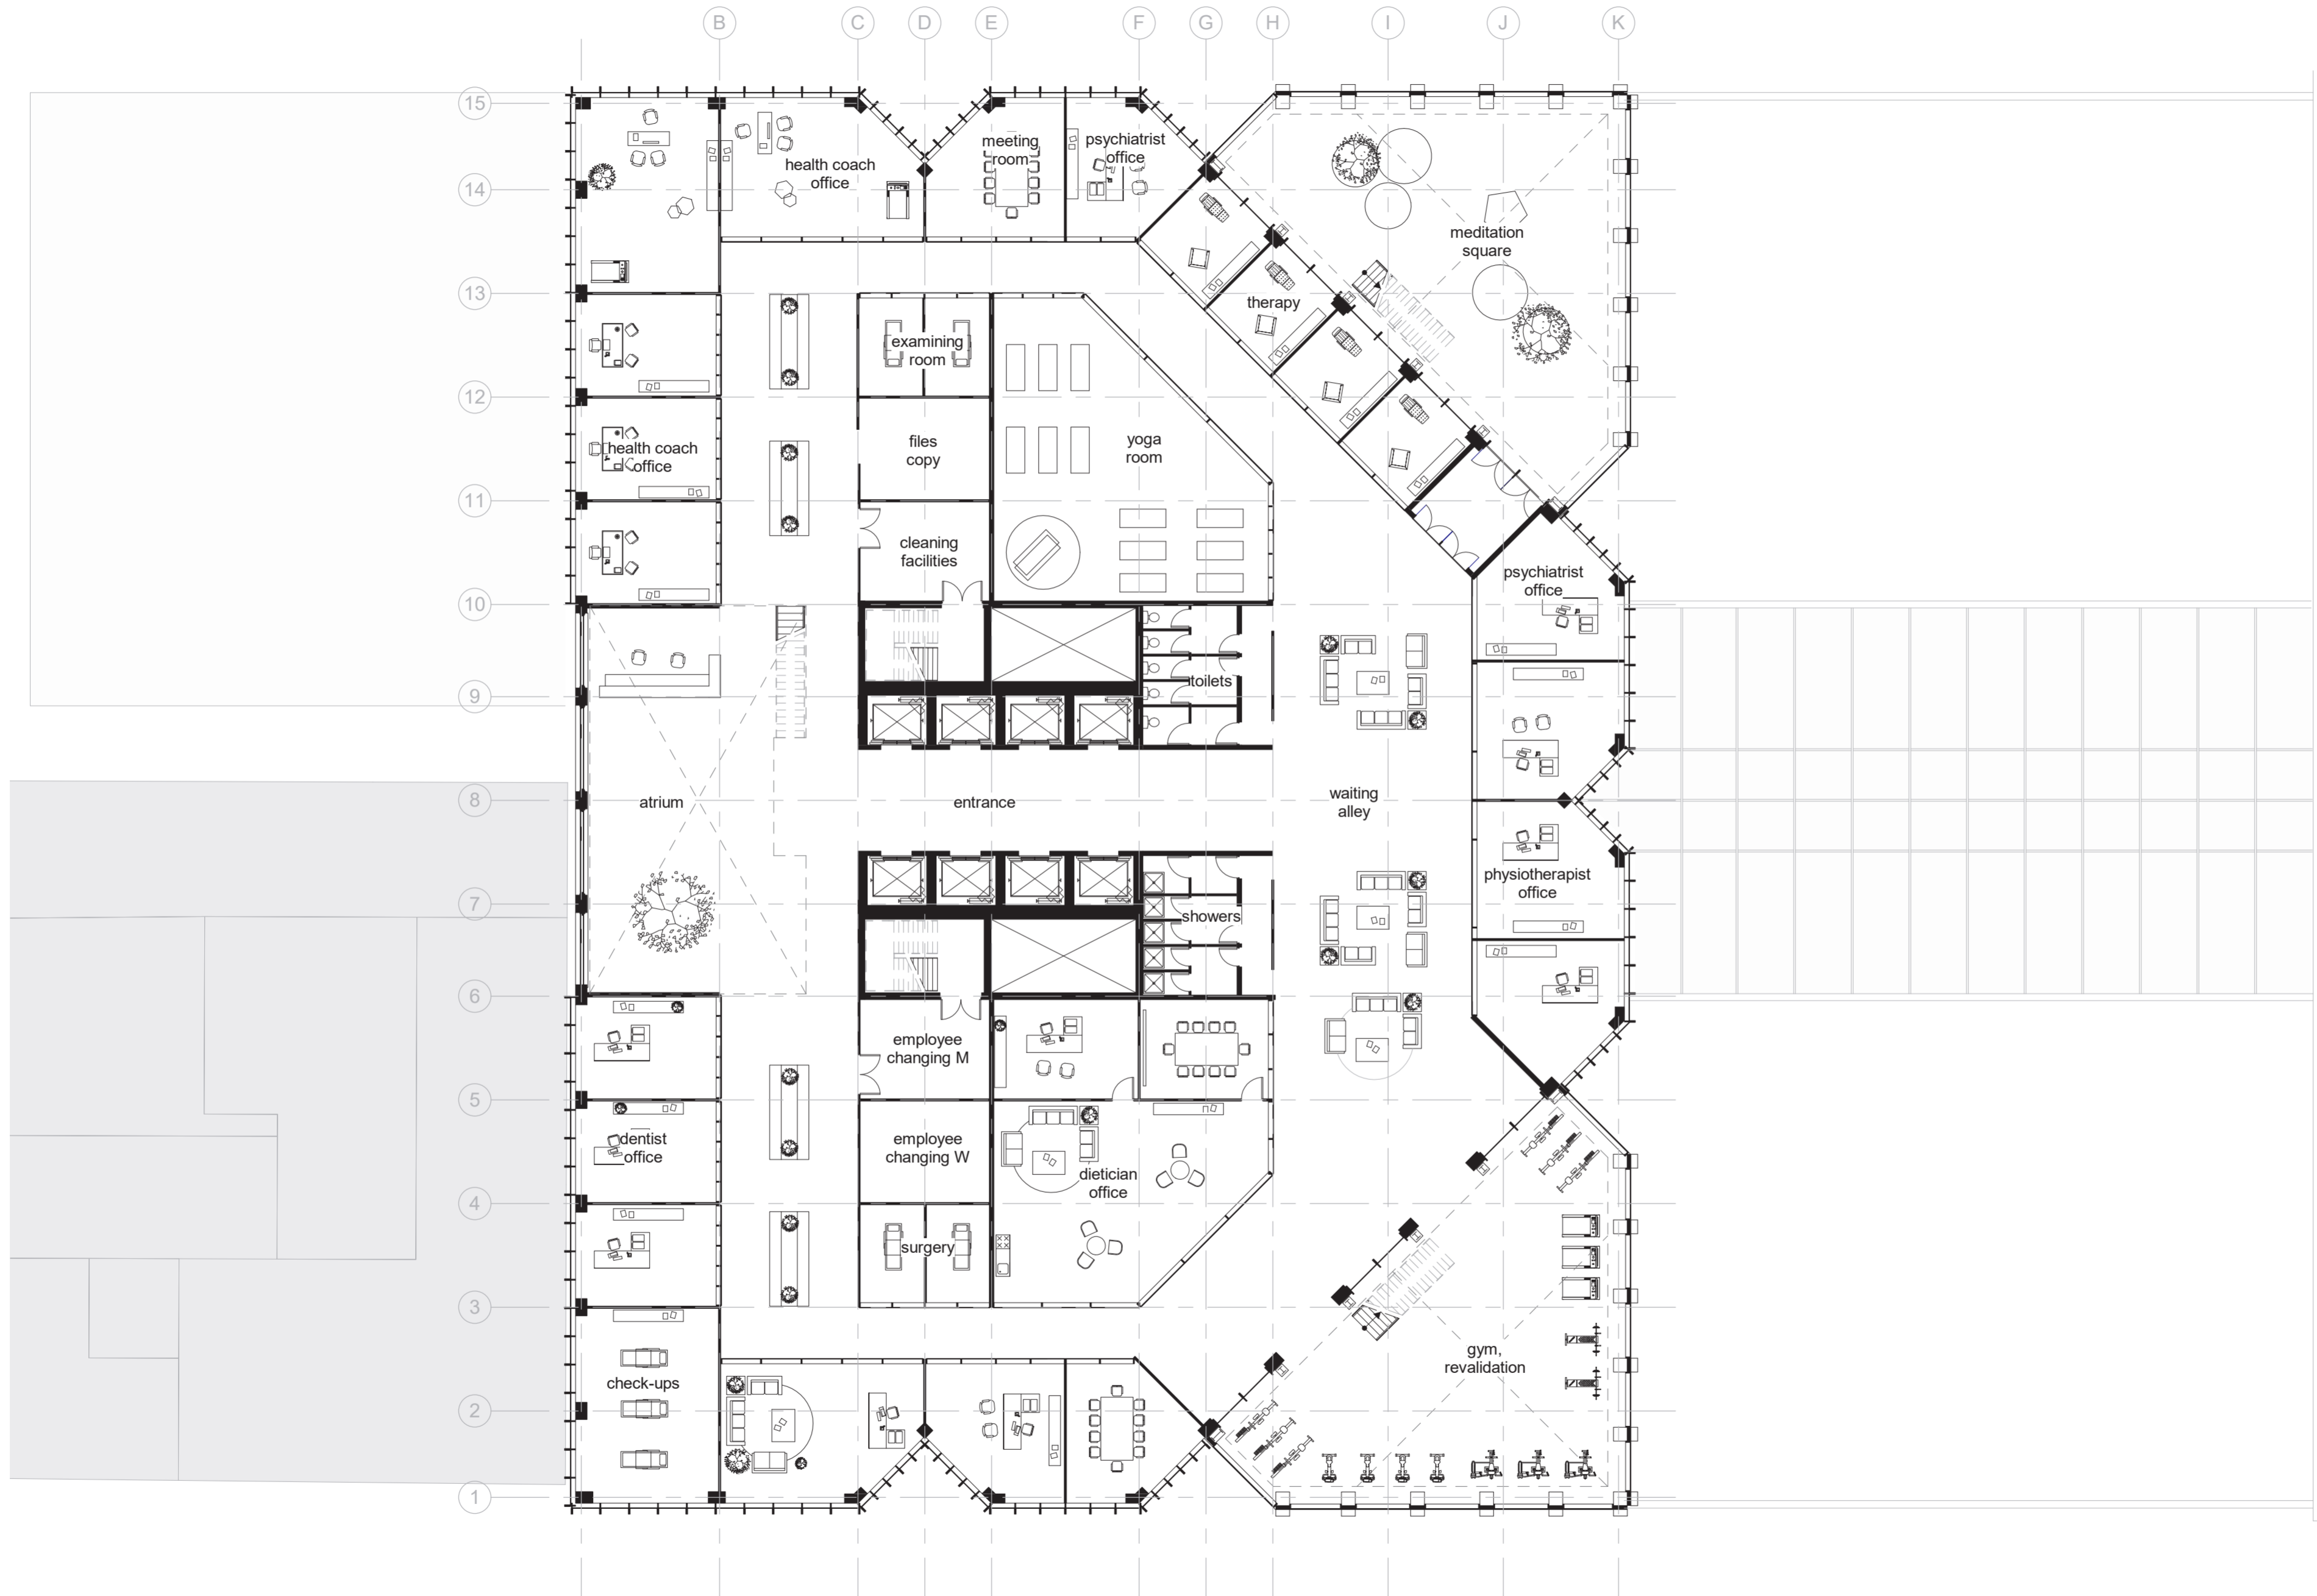 B C D E F G H I J K
15
meeting
room
psychiatrist
office
health coach
office
14
meditation
square
13
therapy
examining
room
12
health coach
office
files
copy
yoga
room
11
cleaning
facilities
psychiatrist
office
10
toilets
9
8
atrium
entrance
waiting
alley
physiotherapist
office
7
showers
6
employee
changing M
5
dentist
office
employee
changing W
dietician
office
4
surgery
3
gym,
revalidation
check-ups
2
1